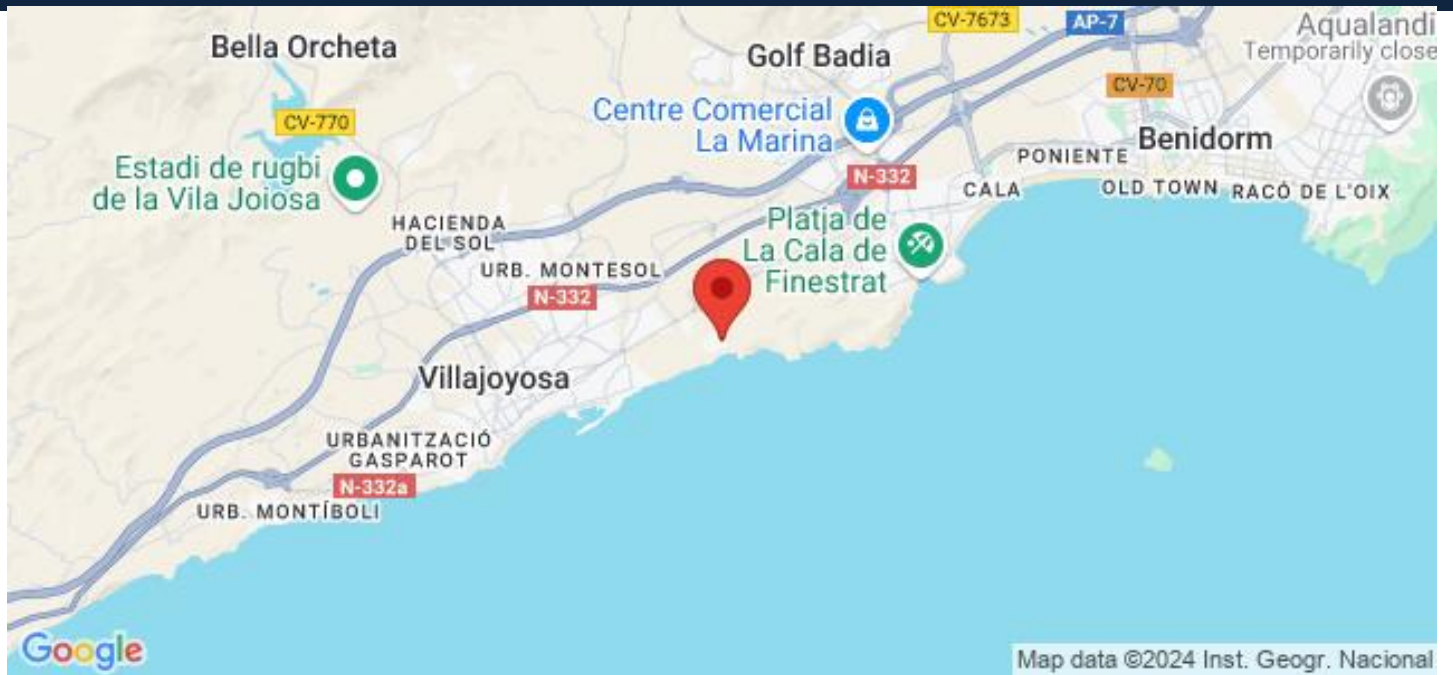 CV-7673
AP-7
Aqualandi
Temporarily close
Bella Orcheta
Golf Badia
CV-70
Centre Comercial
La Marina
CV-770
Benidorm
PONIENTE
Estadi de rugbi
de la Vila Joiosa
N-332
CALA
OLD TOWN
RACÓ DE L'OIX
HACIENDA
DEL SOL
Platja de
La Cala de
Finestrat
URB. MONTESOL
N-332
Villajoyosa
URBANITZACIÓ
GASPAROT
N-332a
URB. MONTÍBOLI
Google
Map data ©2024 Inst. Geogr. Nacional